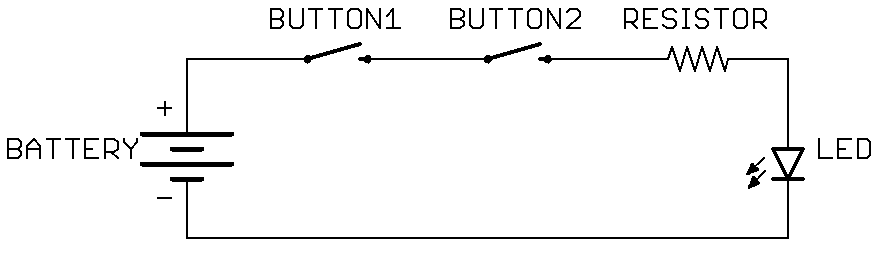 BUTTON1 BUTTON2 RESISTOR
+
BATTERY LED
-